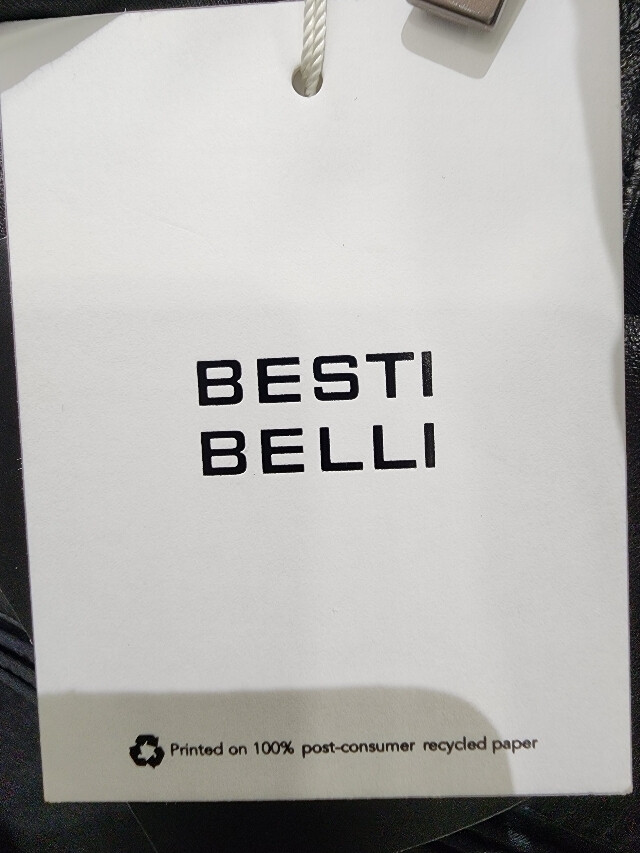 BESTI
BELLI
Printed on 100% post-consumer recycled paper